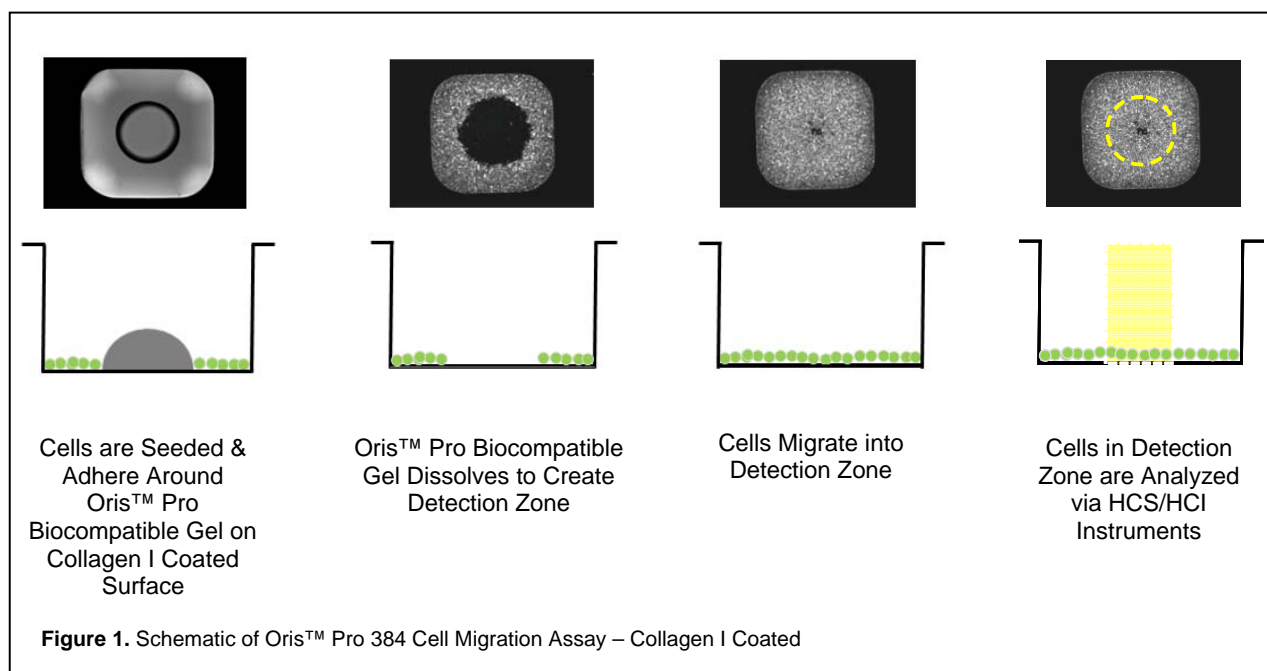 Cells are Seeded &
Adhere Around
Oris™ Pro
Biocompatible Gel on
Collagen I Coated
Surface
Oris™ Pro Biocompatible
Gel Dissolves to Create
Detection Zone
Cells Migrate into
Detection Zone
Cells in Detection
Zone are Analyzed
via HCS/HCI
Instruments
Figure 1. Schematic of Oris™ Pro 384 Cell Migration Assay – Collagen I Coated